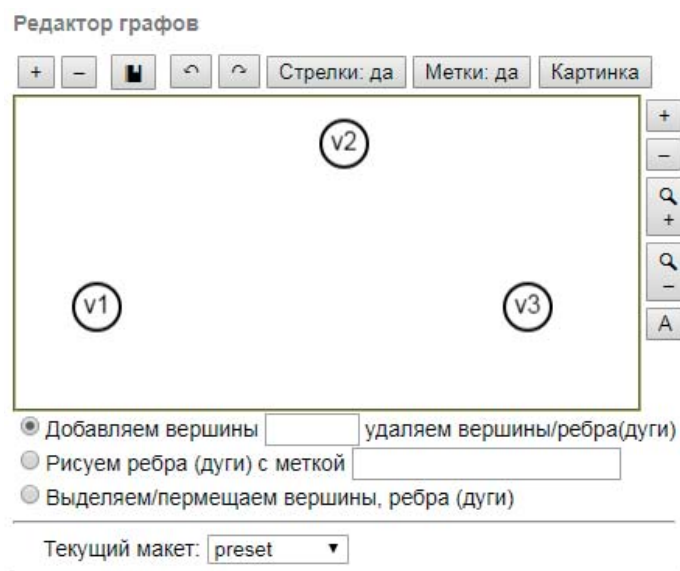 Редактор графов
+ – Стрелки: да Метки: да Картинка
+
–
v2
+
–
v1
v3
А
Добавляем вершины удаляем вершины/ребра(дуги)
Рисуем ребра (дуги) с меткой
Выделяем/пермещаем вершины, ребра (дуги)
Текущий макет: preset